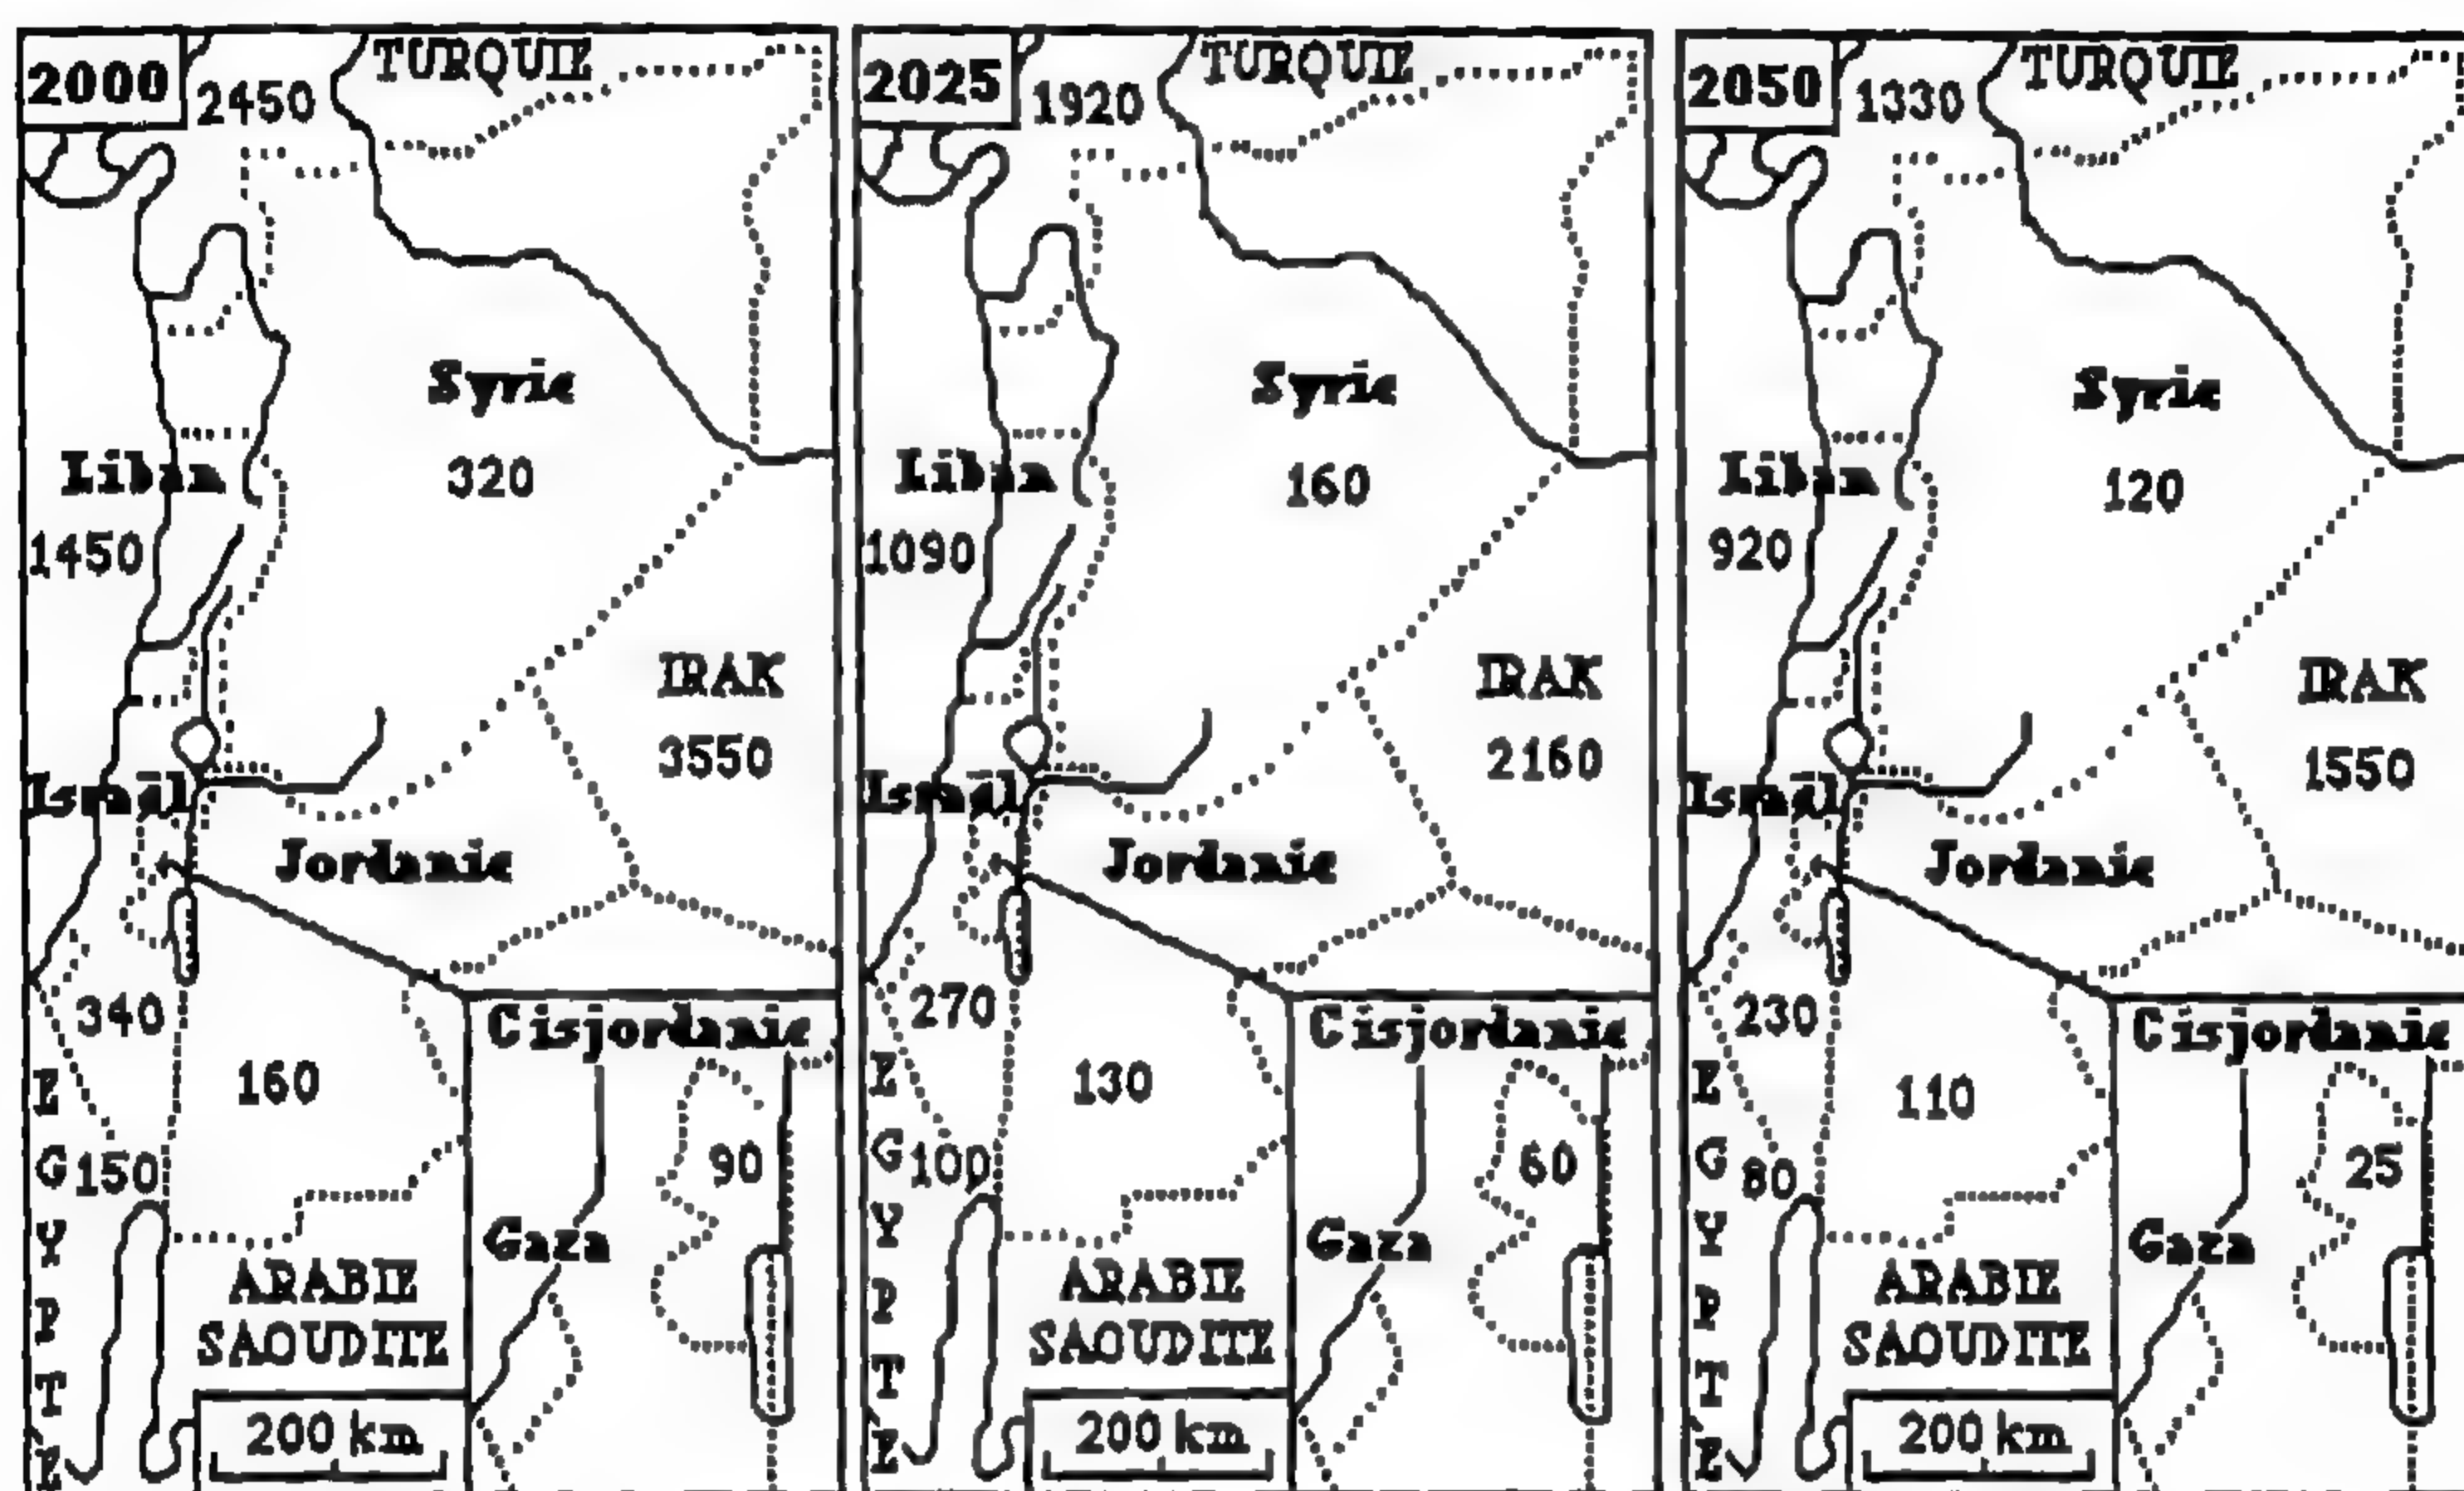 2000
2450
TURQUIE
Syrie
320
Liban
1450
IRAK
3550
Israël
Jordanie
340
160
150
EGYPTE
ARABIE
SAOUDITE
200 km
Cisjordanie
90
Gaza
2025
1920
TURQUIE
Syrie
160
Liban
1090
IRAK
2160
Israël
Jordanie
270
130
100
EGYPTE
ARABIE
SAOUDITE
200 km
Cisjordanie
60
Gaza
2050
1330
TURQUIE
Syrie
120
Liban
920
IRAK
1550
Israël
Jordanie
230
110
80
EGYPTE
ARABIE
SAOUDITE
200 km
Cisjordanie
25
Gaza